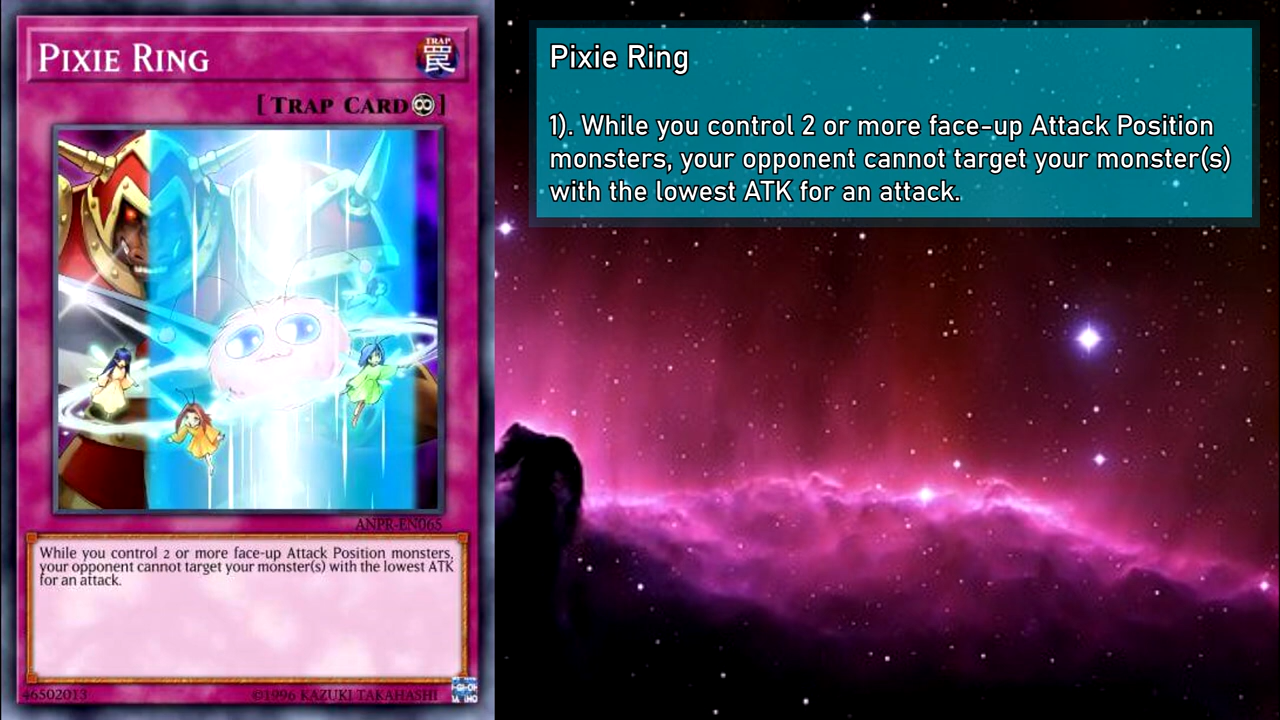 PIXIE RING
TRAP
罠
[TRAP CARD]
ANPR-EN065
While you control 2 or more face-up Attack Position monsters,
your opponent cannot target your monster(s) with the lowest ATK
for an attack.
46502013
©1996 KAZUKI TAKAHASHI
Pixie Ring
1). While you control 2 or more face-up Attack Position
monsters, your opponent cannot target your monster(s)
with the lowest ATK for an attack.